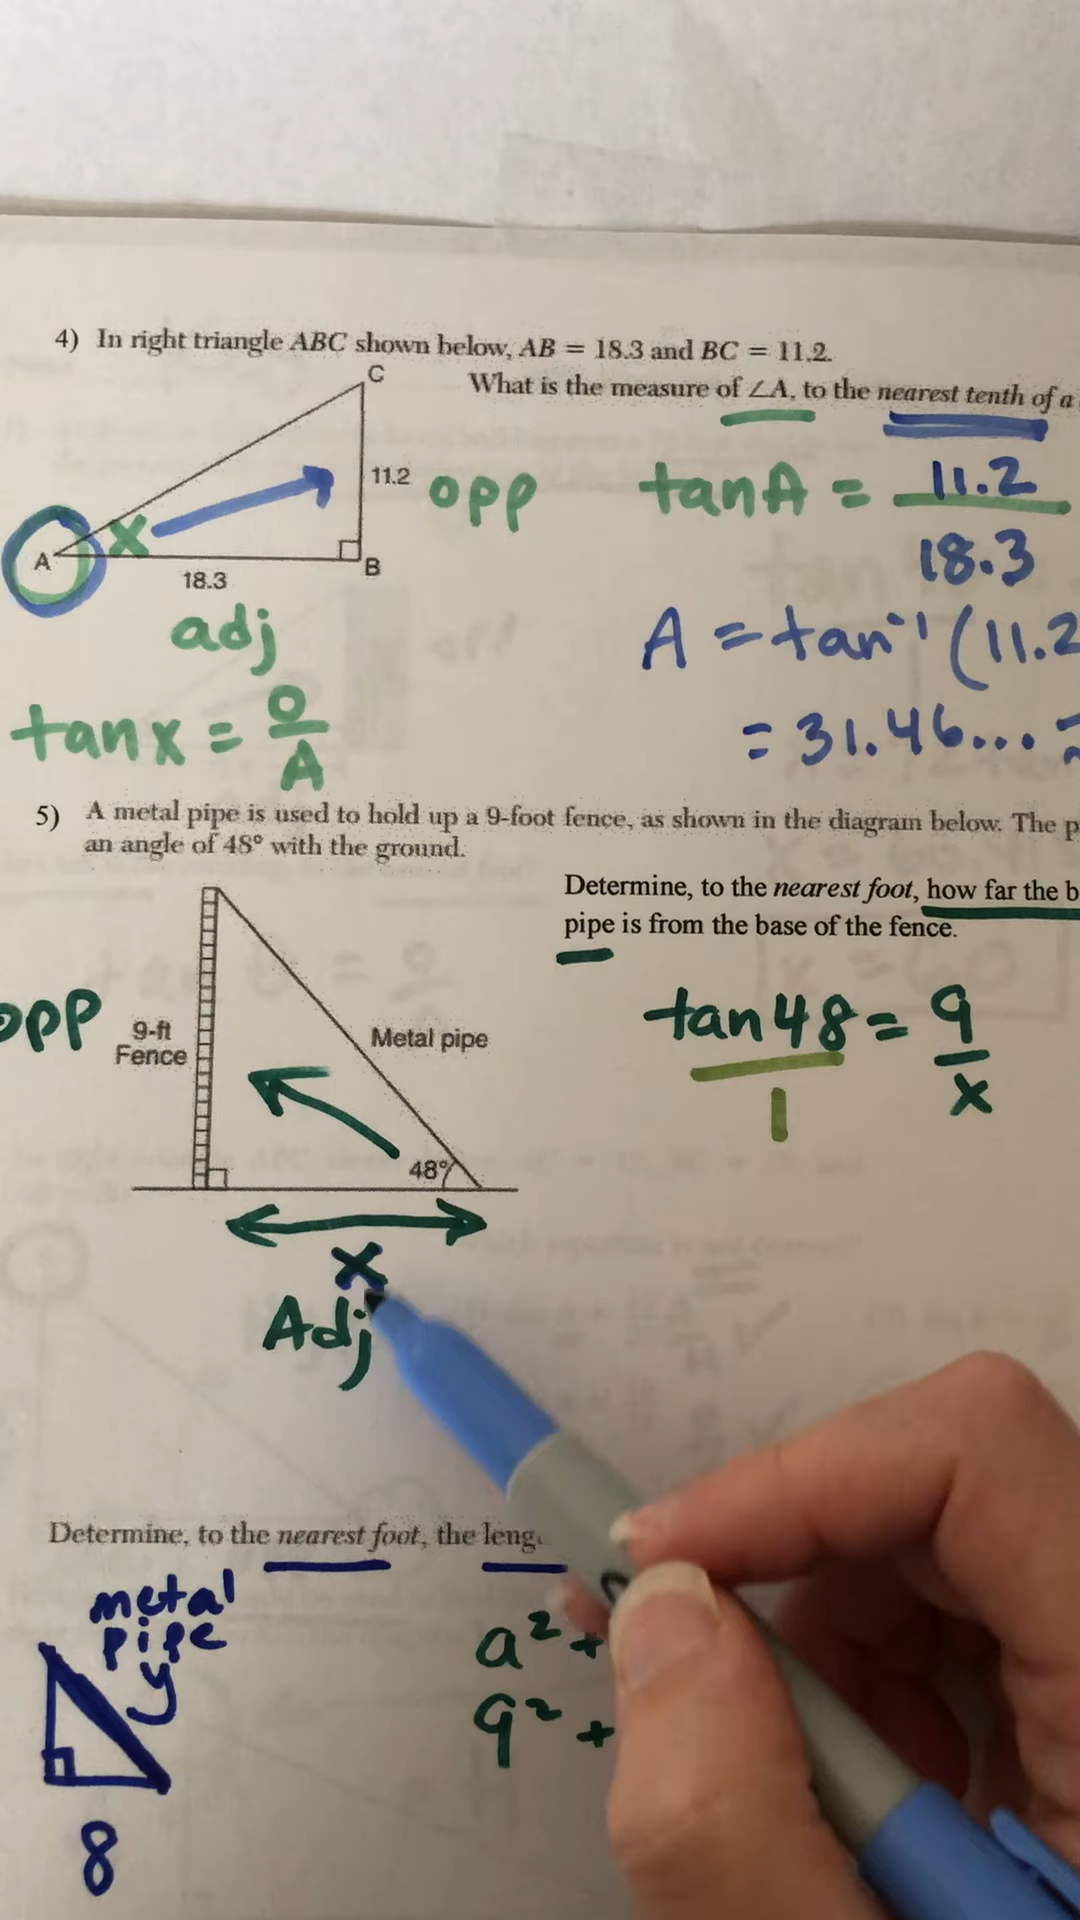 4) In right triangle ABC shown below, AB = 18.3 and BC = 11.2.
What is the measure of ∠A, to the nearest tenth of a
C
11.2
opp
tanA = 11.2
18.3
A
x
B
18.3
adj
A = tan⁻¹ (11.2
tan x = O
A
= 31.46...
5) A metal pipe is used to hold up a 9-foot fence, as shown in the diagram below. The p
an angle of 48° with the ground.
Determine, to the nearest foot, how far the b
pipe is from the base of the fence.
opp
9-ft
Fence
Metal pipe
tan 48 = 9
1 x
48°
x
Adj
Determine, to the nearest foot, the leng
metal
pipe
y
a² +
9² +
8